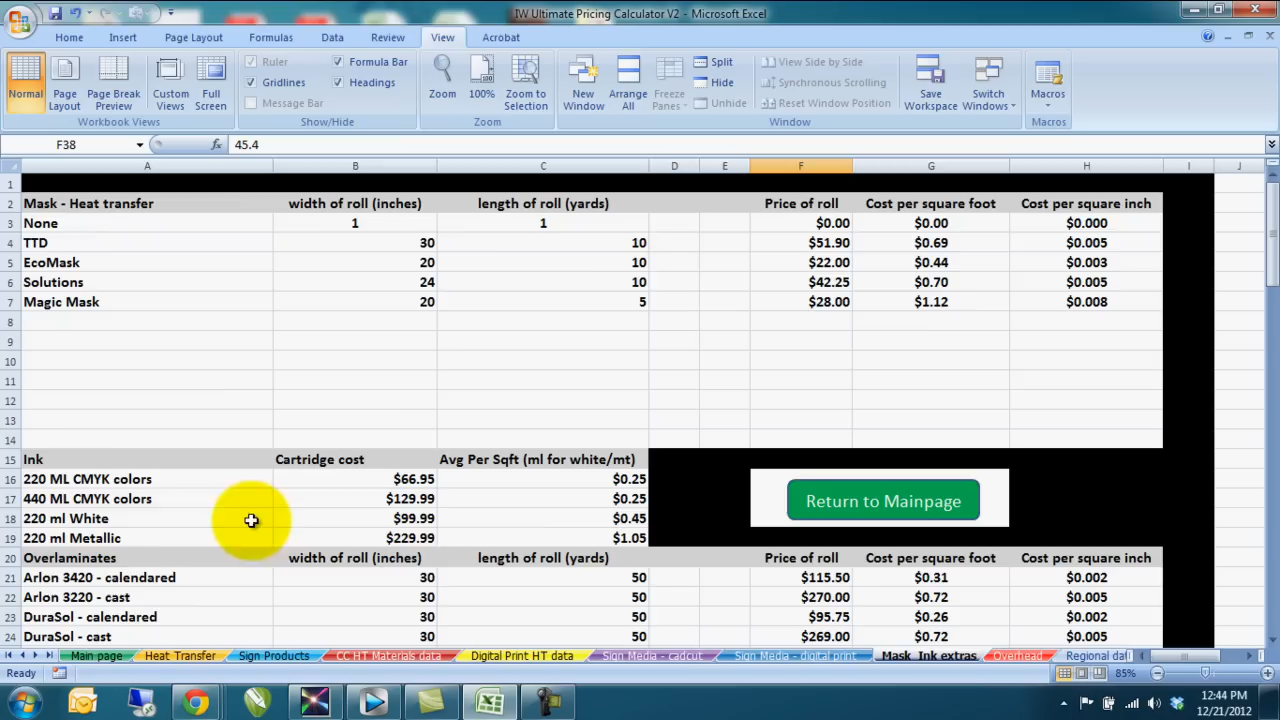 IW Ultimate Pricing Calculator V2 - Microsoft Excel
Home Insert Page Layout Formulas Data Review View Acrobat
Normal Page Layout Page Break Preview Custom Views Full Screen
Workbook Views
Ruler Formula Bar
Gridlines Headings
Message Bar
Show/Hide
Zoom 100% Zoom to Selection
Zoom
New Window Arrange All Freeze Panes Split Hide Unhide
View Side by Side
Synchronous Scrolling
Reset Window Position
Window
Save Workspace Switch Windows
Macros
Macros
F38 fx 45.4
A B C D E F G H I J
1
2 Mask - Heat transfer width of roll (inches) length of roll (yards) Price of roll Cost per square foot Cost per square inch
3 None 1 1 $0.00 $0.00 $0.000
4 TTD 30 10 $51.90 $0.69 $0.005
5 EcoMask 20 10 $22.00 $0.44 $0.003
6 Solutions 24 10 $42.25 $0.70 $0.005
7 Magic Mask 20 5 $28.00 $1.12 $0.008
8
9
10
11
12
13
14
15 Ink Cartridge cost Avg Per Sqft (ml for white/mt)
16 220 ML CMYK colors $66.95 $0.25
17 440 ML CMYK colors $129.99 $0.25
Return to Mainpage
18 220 ml White $99.99 $0.45
19 220 ml Metallic $229.99 $1.05
20 Overlaminates width of roll (inches) length of roll (yards) Price of roll Cost per square foot Cost per square inch
21 Arlon 3420 - calendared 30 50 $115.50 $0.31 $0.002
22 Arlon 3220 - cast 30 50 $270.00 $0.72 $0.005
23 DuraSol - calendared 30 50 $95.75 $0.26 $0.002
24 DuraSol - cast 30 50 $269.00 $0.72 $0.005
Main page Heat Transfer Sign Products CC HT Materials data Digital Print HT data Sign Media - cadcut Sign Media - digital print Mask_Ink extras Overhead Regional dat
Ready 85%
12:44 PM
12/21/2012